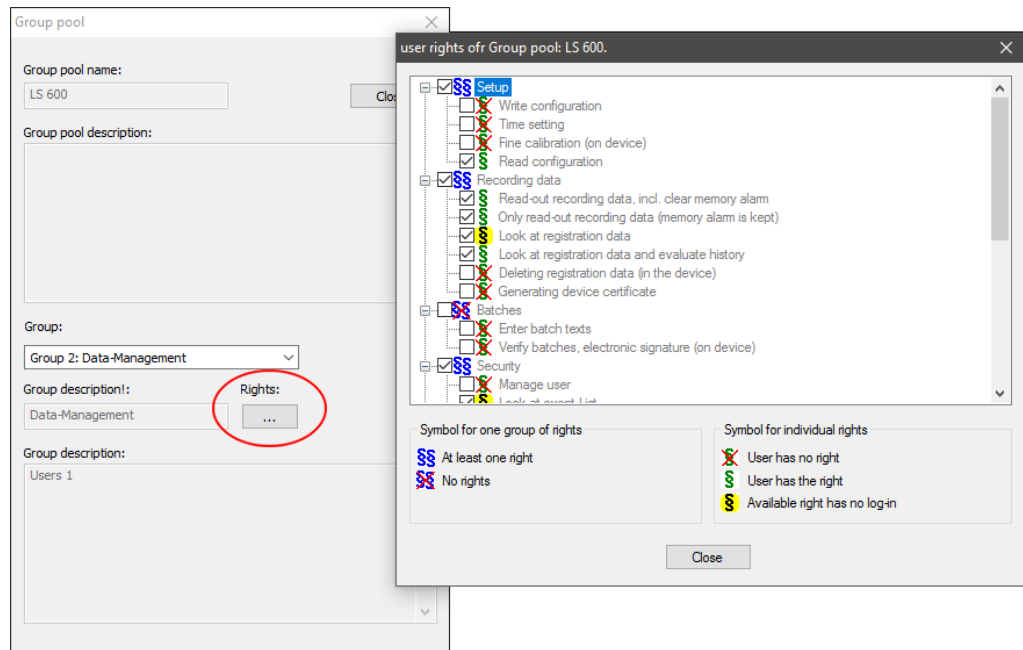 Group pool
Group pool name:
LS 600
Clo
Group pool description:
Group:
Group 2: Data-Management
Group description!:
Rights:
Data-Management
...
Group description:
Users 1
user rights ofr Group pool: LS 600.
§§ Setup
§ Write configuration
§ Time setting
§ Fine calibration (on device)
§ Read configuration
§§ Recording data
§ Read-out recording data, incl. clear memory alarm
§ Only read-out recording data (memory alarm is kept)
§ Look at registration data
§ Look at registration data and evaluate history
§ Deleting registration data (in the device)
§ Generating device certificate
§§ Batches
§ Enter batch texts
§ Verify batches, electronic signature (on device)
§§ Security
§ Manage user
§ Look at event List
Symbol for one group of rights
§§ At least one right
§§ No rights
Symbol for individual rights
§ User has no right
§ User has the right
§ Available right has no log-in
Close